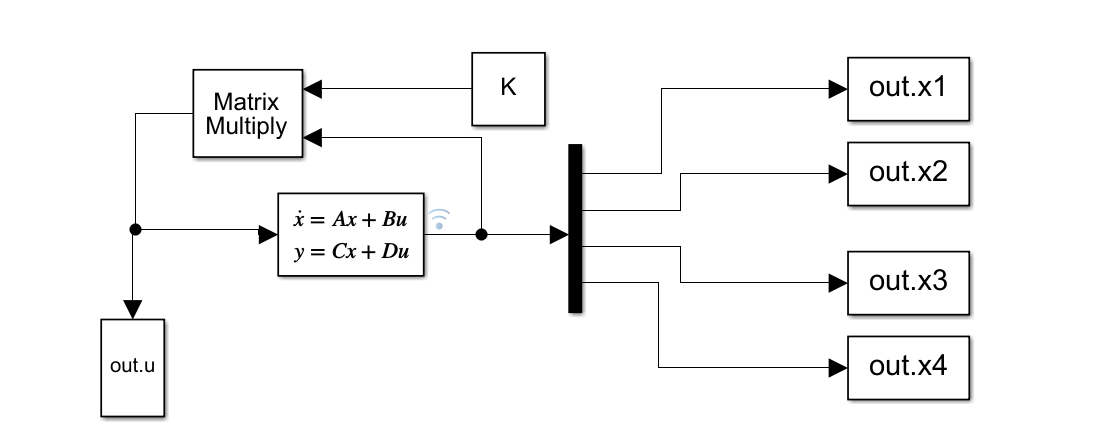 K
Matrix
Multiply
ẋ = Ax + Bu
y = Cx + Du
out.u
out.x1
out.x2
out.x3
out.x4